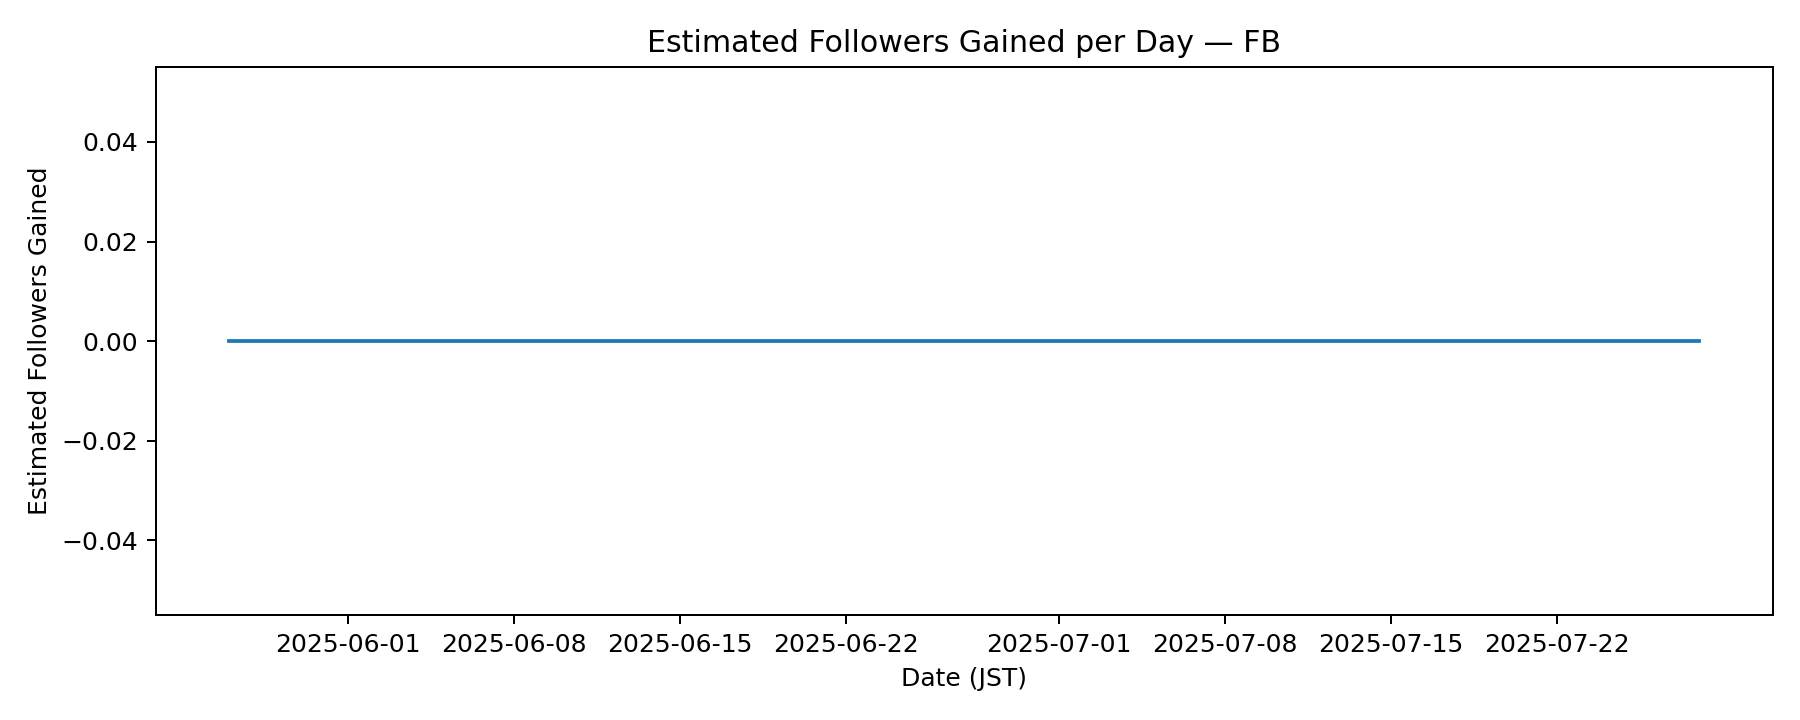 Estimated Followers Gained per Day — FB
Estimated Followers Gained
0.04
0.02
0.00
−0.02
−0.04
2025-06-01 2025-06-08 2025-06-15 2025-06-22 2025-07-01 2025-07-08 2025-07-15 2025-07-22
Date (JST)